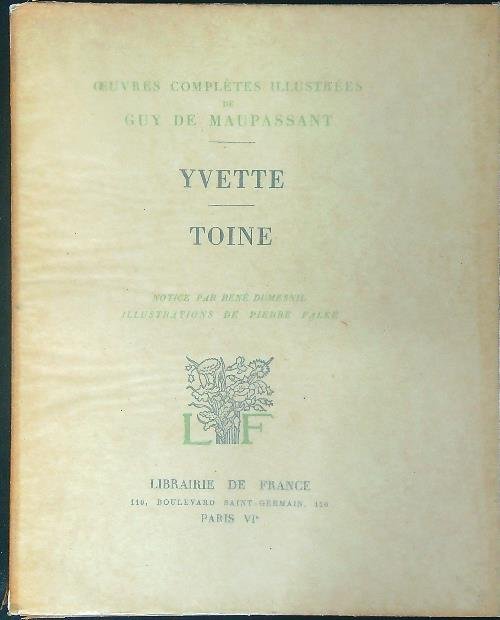 ŒUVRES COMPLÈTES ILLUSTRÉES
DE
GUY DE MAUPASSANT
YVETTE
TOINE
NOTICE PAR RENÉ DUMESNIL
ILLUSTRATIONS DE PIERRE FALKÉ
L F
LIBRAIRIE DE FRANCE
110, BOULEVARD SAINT-GERMAIN, 110
PARIS VIᵉ